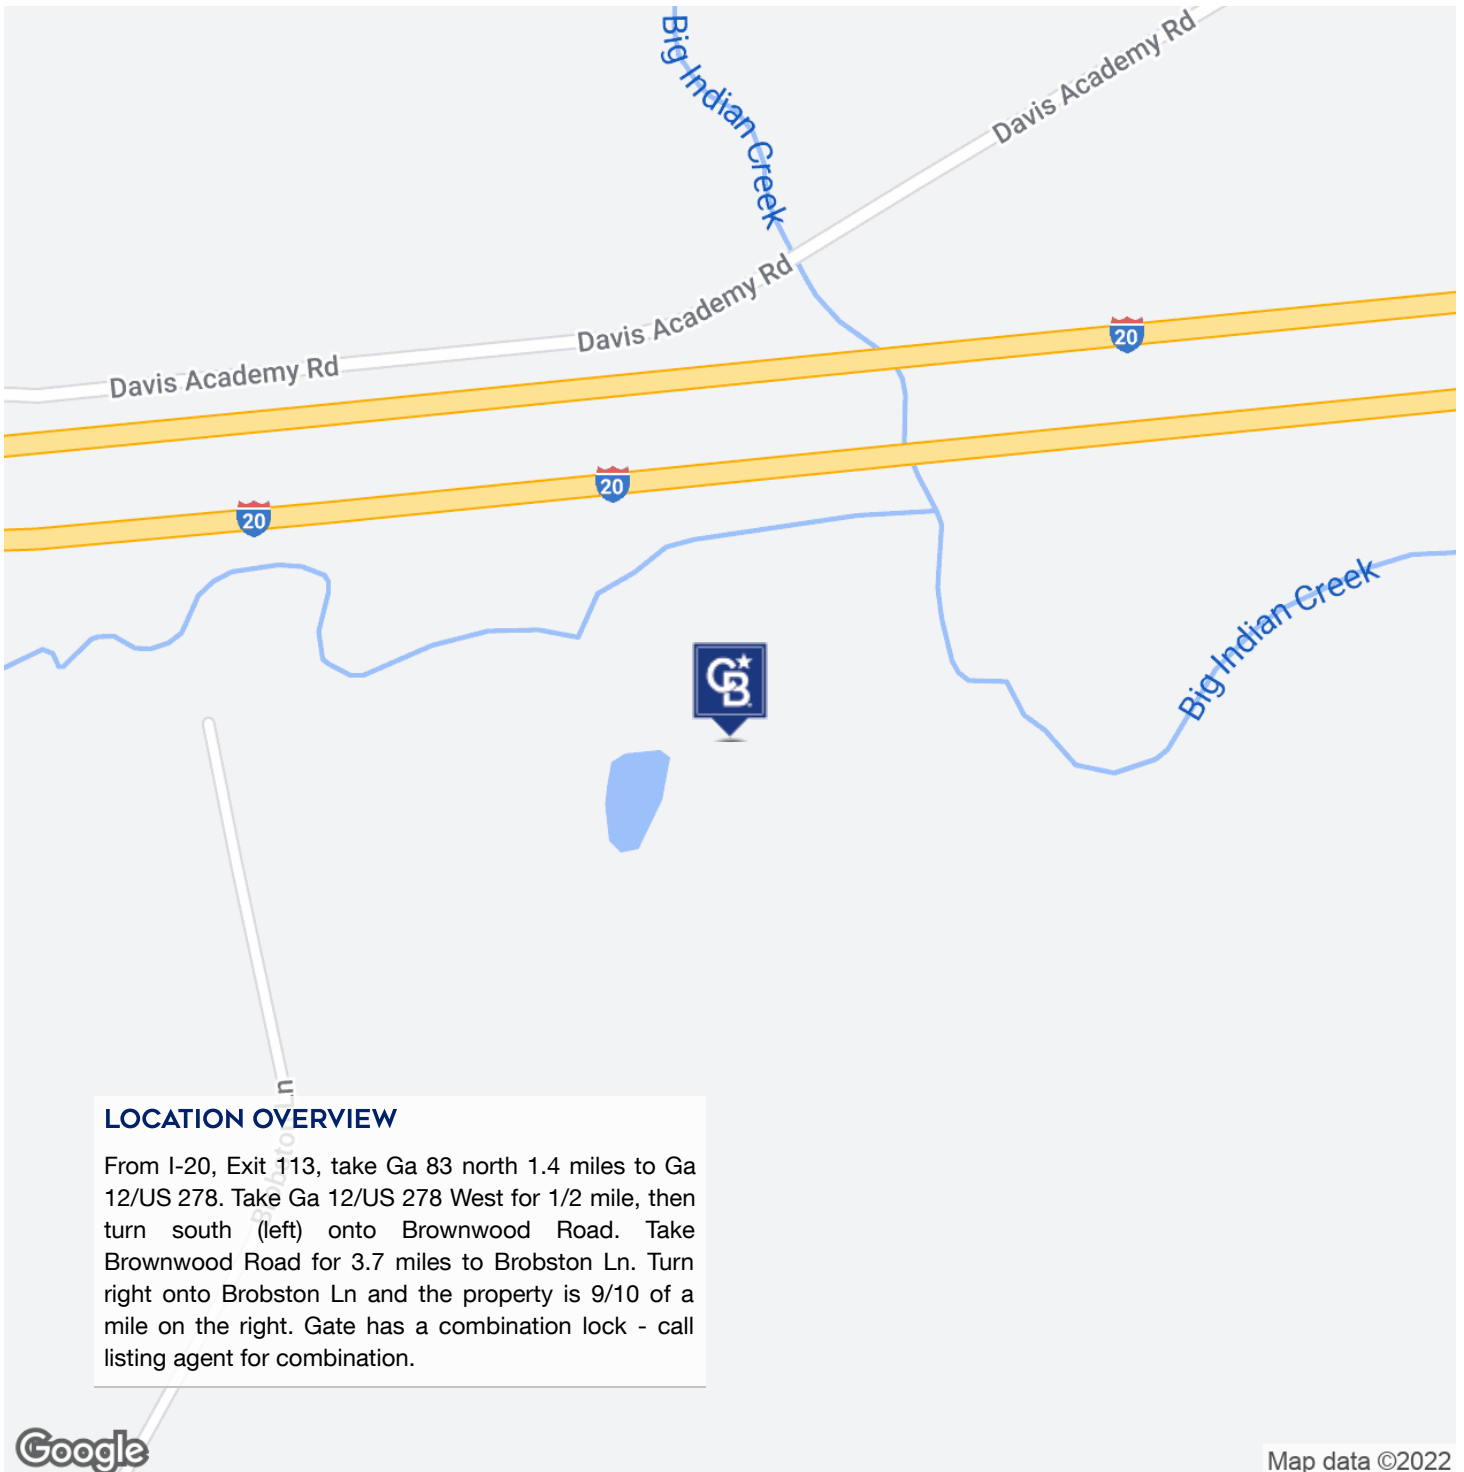 Big Indian Creek
Davis Academy Rd
Davis Academy Rd
20
Davis Academy Rd
20
20
Big Indian Creek
CB
Brobston Ln
LOCATION OVERVIEW
From I-20, Exit 113, take Ga 83 north 1.4 miles to Ga
12/US 278. Take Ga 12/US 278 West for 1/2 mile, then
turn south (left) onto Brownwood Road. Take
Brownwood Road for 3.7 miles to Brobston Ln. Turn
right onto Brobston Ln and the property is 9/10 of a
mile on the right. Gate has a combination lock - call
listing agent for combination.
Google
Map data ©2022